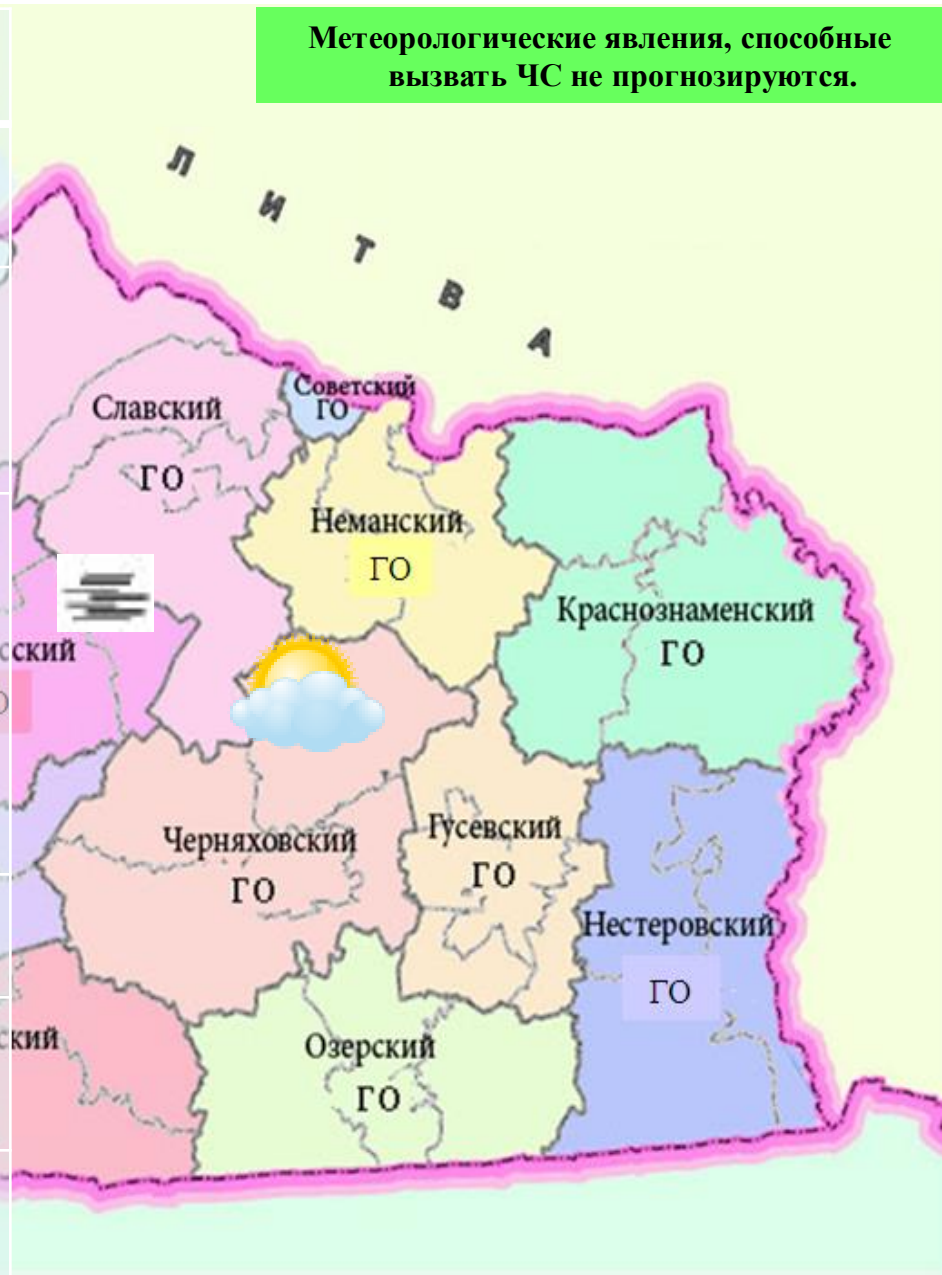 Метеорологические явления, способные
вызвать ЧС не прогнозируются.
ЛИТВА
Советский
ГО
Славский
ГО
Неманский
ГО
Краснознаменский
ГО
Черняховский
ГО
Гусевский
ГО
Нестеровский
ГО
Озерский
ГО